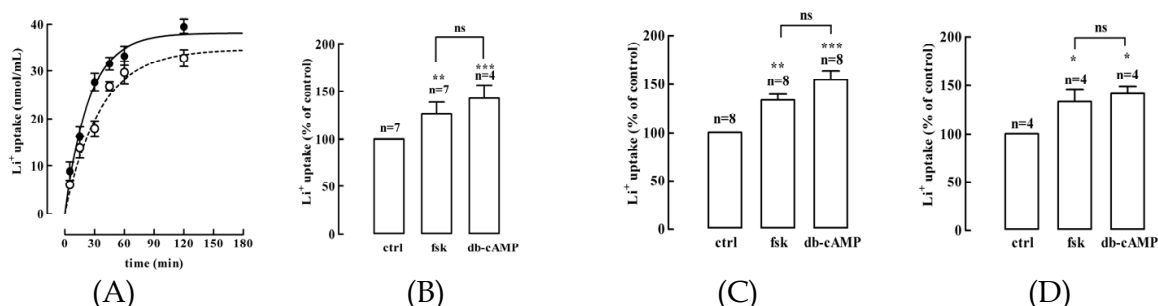 40
30
20
10
0
Li⁺ uptake (nmol/mL)
0 30 60 90 120 150 180
time (min)
(A)
200
150
100
50
0
Li⁺ uptake (% of control)
ns
***
n=4
**
n=7
n=7
ctrl fsk db-cAMP
(B)
200
150
100
50
0
Li⁺ uptake (% of control)
ns
***
n=8
**
n=8
n=8
ctrl fsk db-cAMP
(C)
200
150
100
50
0
Li⁺ uptake (% of control)
ns
* *
n=4 n=4
n=4
ctrl fsk db-cAMP
(D)